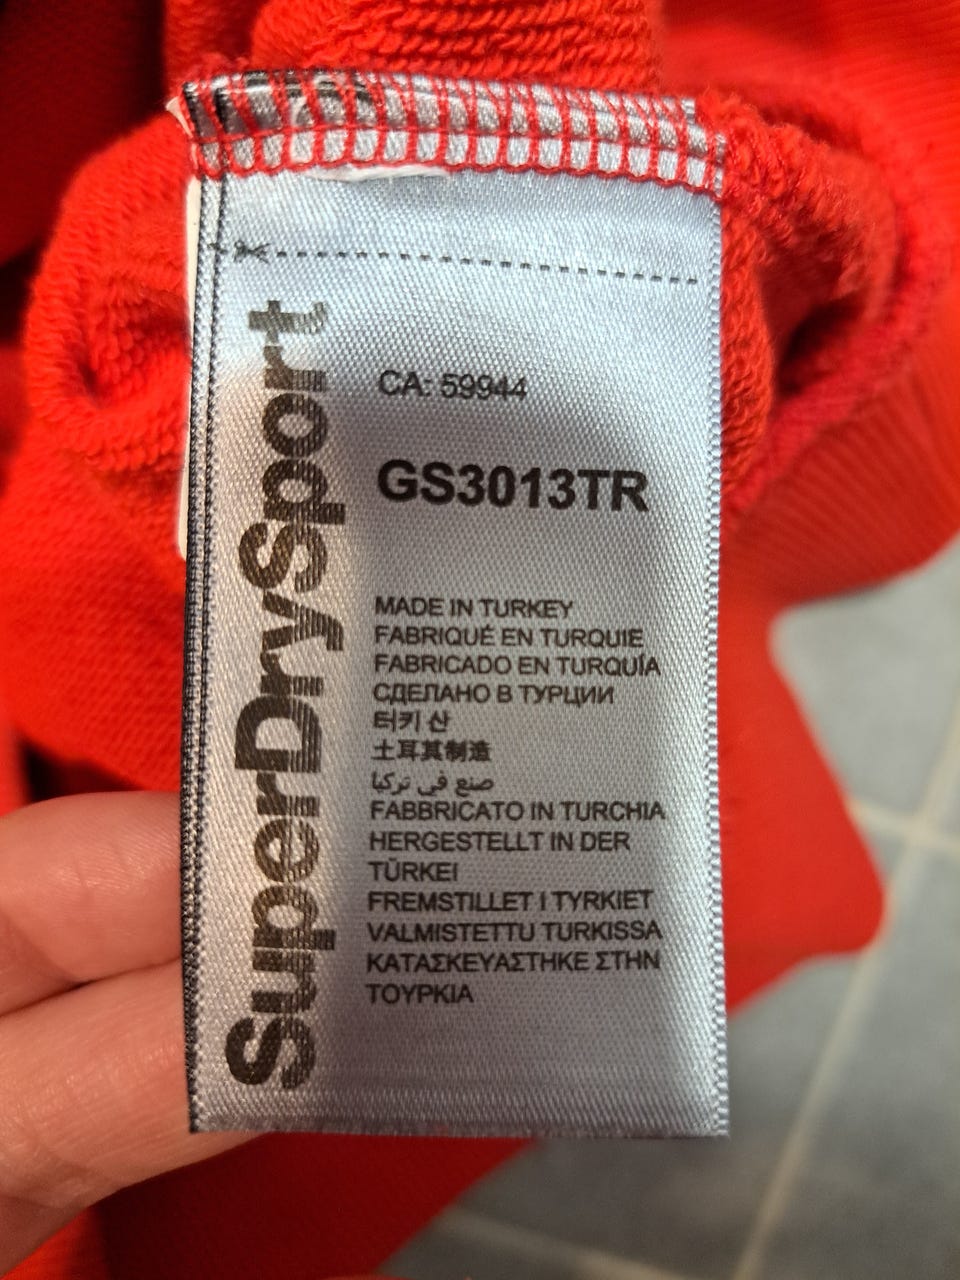 SuperDrySport
CA: 59944
GS3013TR
MADE IN TURKEY
FABRIQUÉ EN TURQUIE
FABRICADO EN TURQUÍA
СДЕЛАНО В ТУРЦИИ
터키 산
土耳其制造
صنع في تركيا
FABBRICATO IN TURCHIA
HERGESTELLT IN DER
TÜRKEI
FREMSTILLET I TYRKIET
VALMISTETTU TURKISSA
ΚΑΤΑΣΚΕΥΑΣΤΗΚΕ ΣΤΗΝ
ΤΟΥΡΚΙΑ